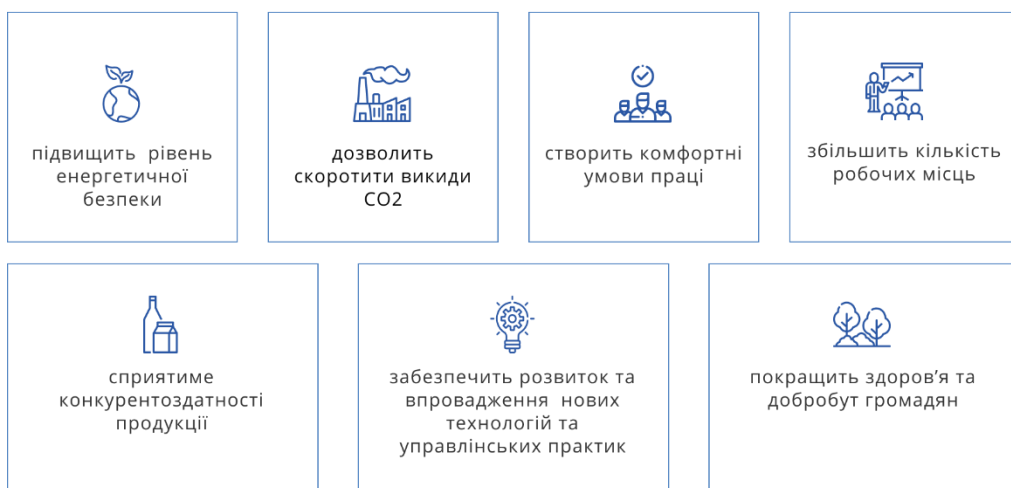 підвищить рівень
енергетичної
безпеки
дозволить
скоротити викиди
CO2
створить комфортні
умови праці
збільшить кількість
робочих місць
сприятиме
конкурентоздатності
продукції
забезпечить розвиток та
впровадження нових
технологій та
управлінських практик
покращить здоров’я та
добробут громадян